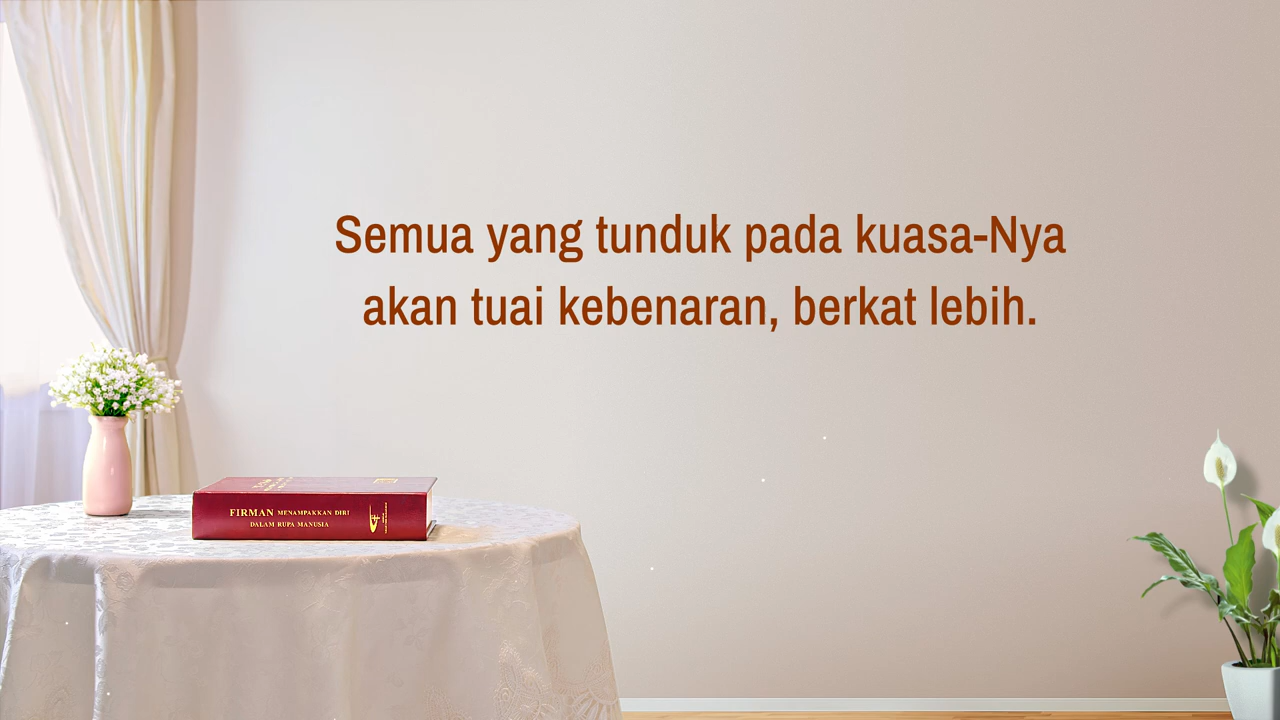 Semua yang tunduk pada kuasa-Nya
akan tuai kebenaran, berkat lebih.
FIRMAN MENAMPAKKAN DIRI
DALAM RUPA MANUSIA